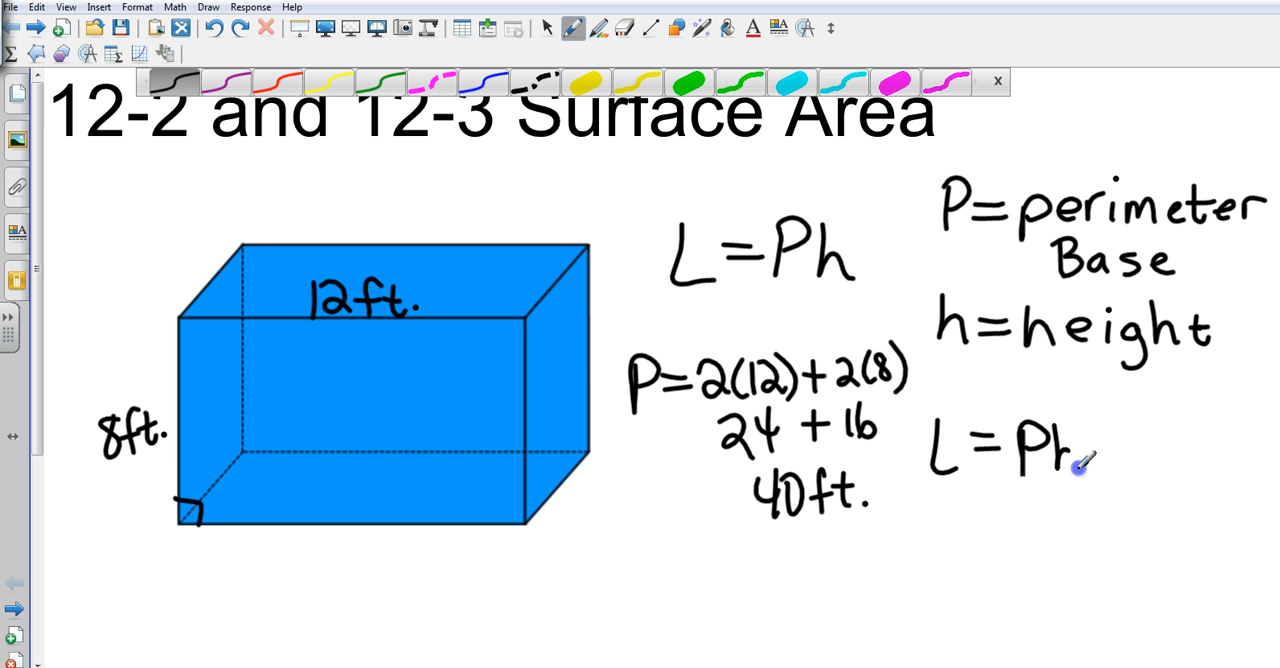 File Edit View Insert Format Math Draw Response Help
x
12-2 and 12-3 Surface Area
P=perimeter
Base
L=Ph
h=height
12ft.
8ft.
P=2(12)+2(8)
24 + 16
40ft.
L=Ph